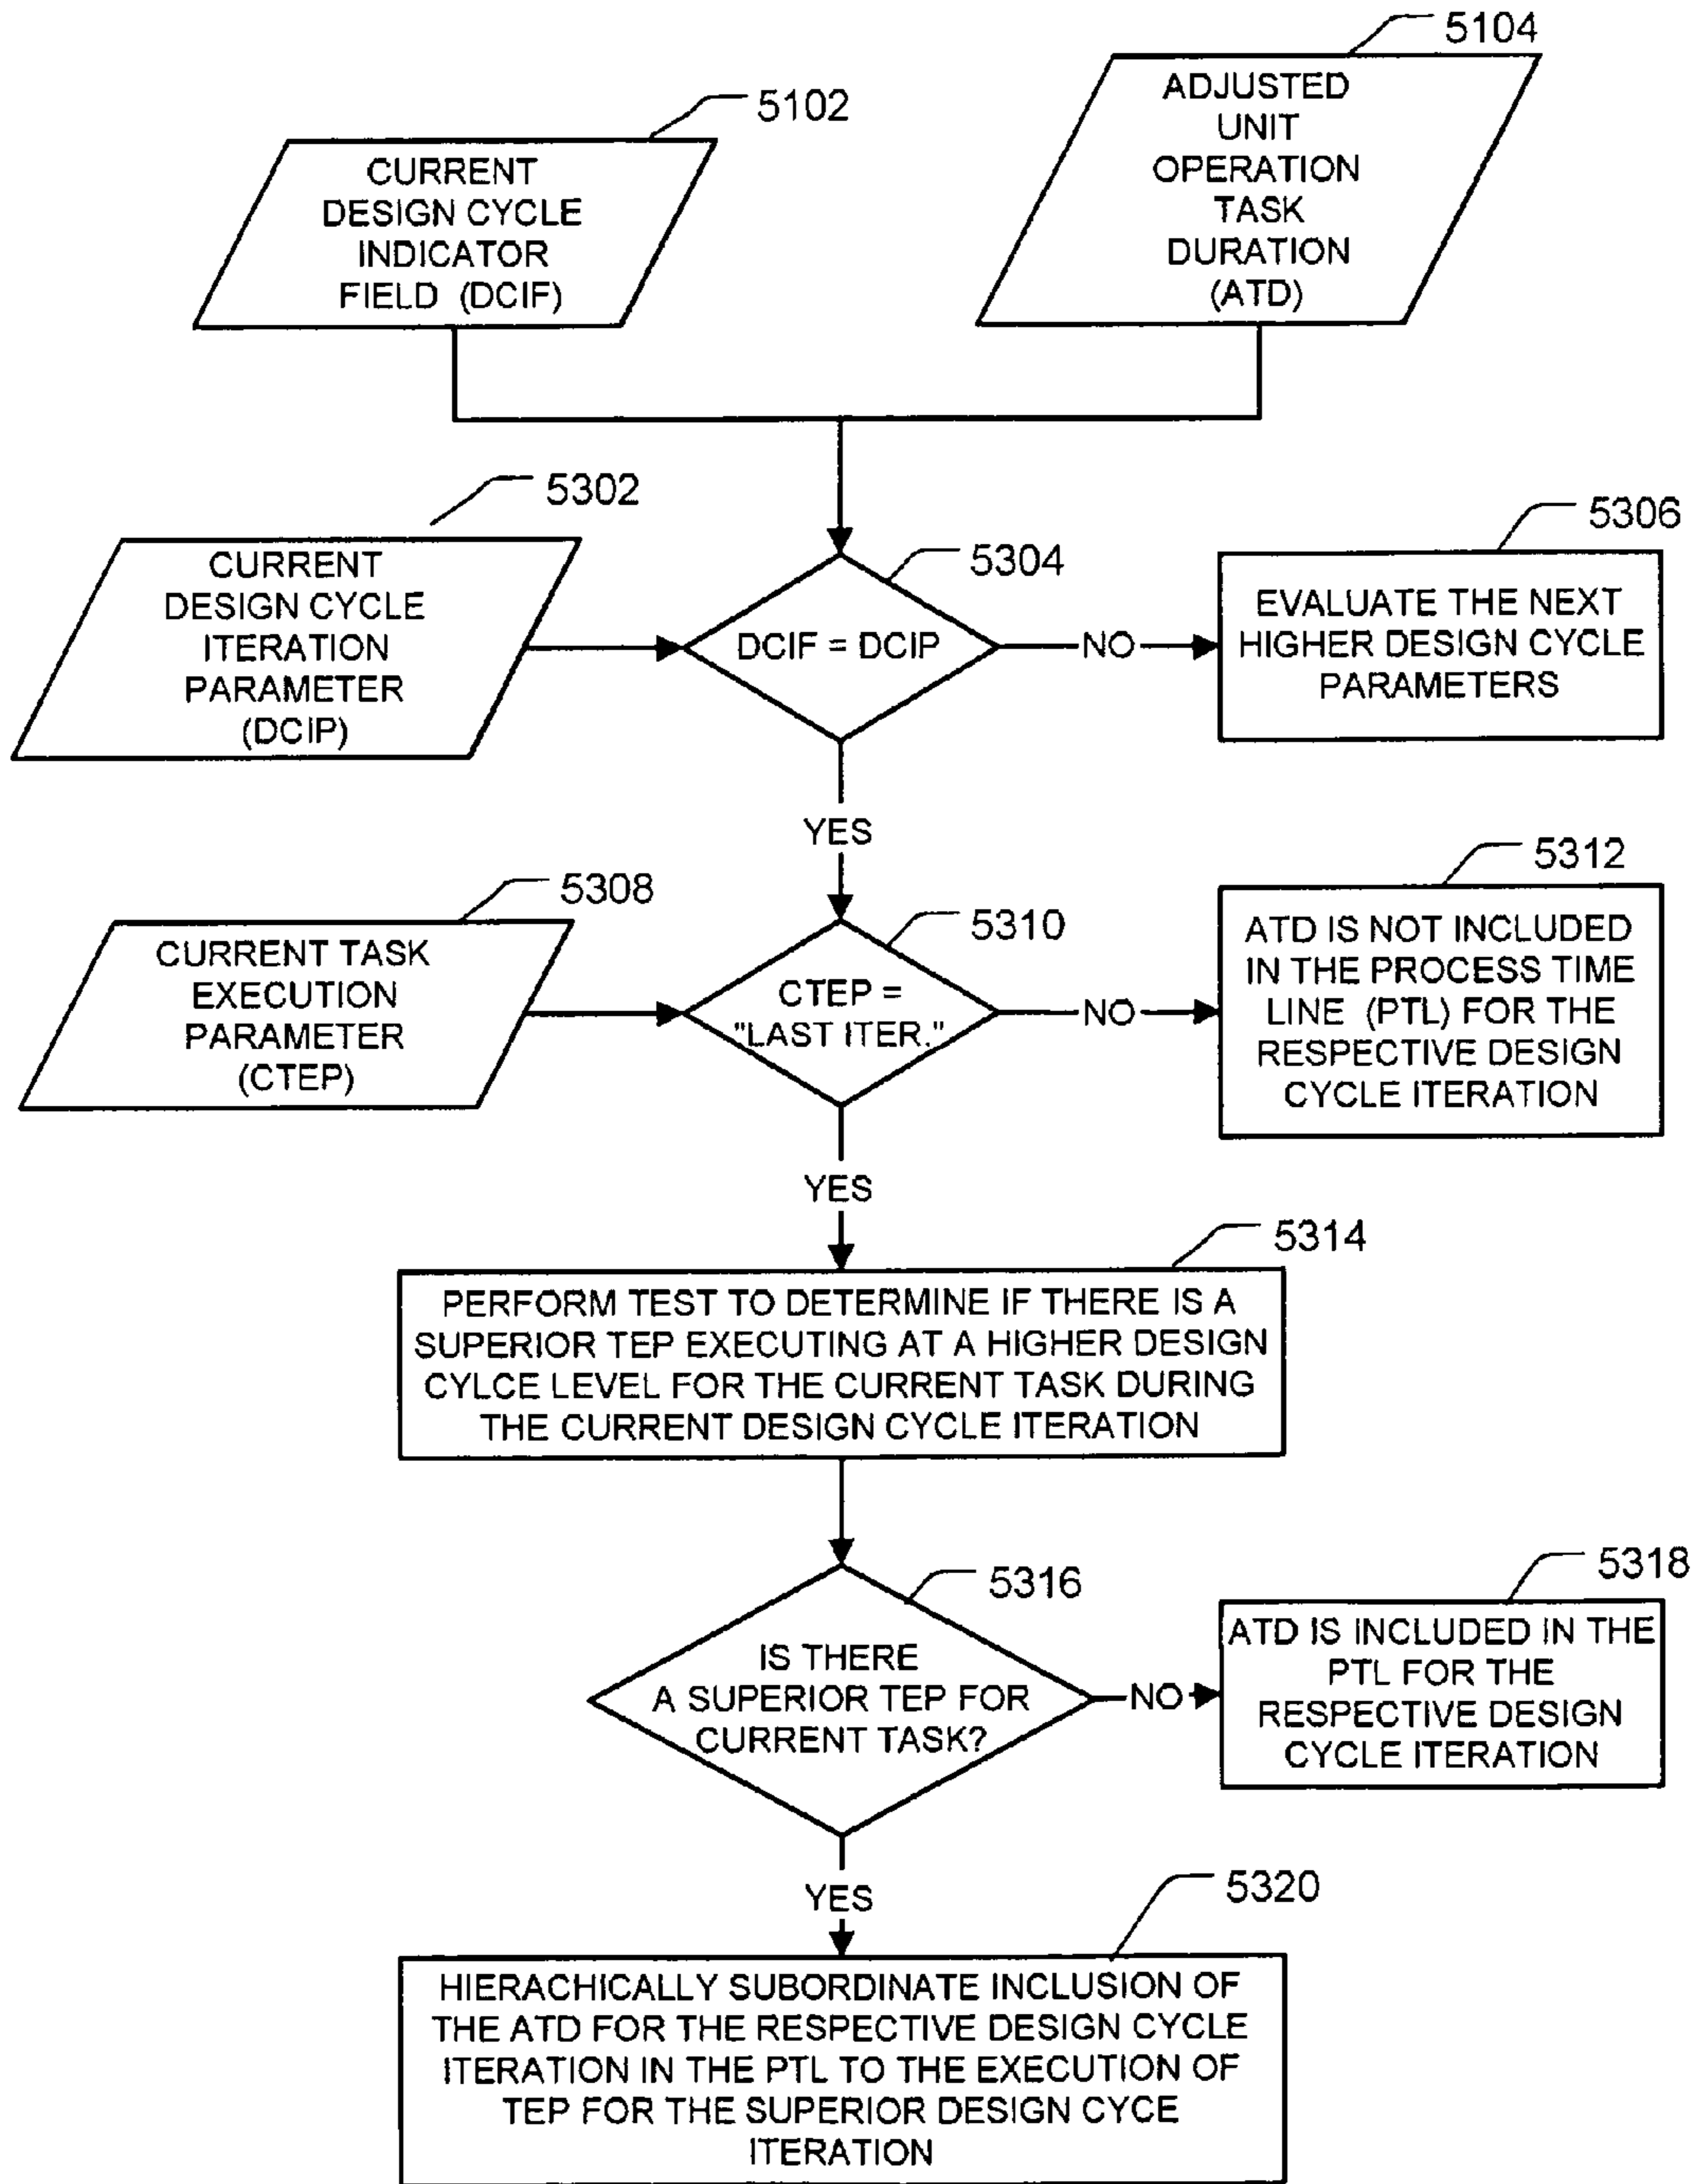 5104
ADJUSTED
UNIT
OPERATION
TASK
DURATION
(ATD)
5102
CURRENT
DESIGN CYCLE
INDICATOR
FIELD (DCIF)
5302
CURRENT
DESIGN CYCLE
ITERATION
PARAMETER
(DCIP)
5304
DCIF = DCIP
NO
5306
EVALUATE THE NEXT
HIGHER DESIGN CYCLE
PARAMETERS
YES
5308
CURRENT TASK
EXECUTION
PARAMETER
(CTEP)
5310
CTEP =
"LAST ITER."
NO
5312
ATD IS NOT INCLUDED
IN THE PROCESS TIME
LINE (PTL) FOR THE
RESPECTIVE DESIGN
CYCLE ITERATION
YES
5314
PERFORM TEST TO DETERMINE IF THERE IS A
SUPERIOR TEP EXECUTING AT A HIGHER DESIGN
CYLCE LEVEL FOR THE CURRENT TASK DURING
THE CURRENT DESIGN CYCLE ITERATION
5316
IS THERE
A SUPERIOR TEP FOR
CURRENT TASK?
NO
5318
ATD IS INCLUDED IN THE
PTL FOR THE
RESPECTIVE DESIGN
CYCLE ITERATION
YES
5320
HIERACHICALLY SUBORDINATE INCLUSION OF
THE ATD FOR THE RESPECTIVE DESIGN CYCLE
ITERATION IN THE PTL TO THE EXECUTION OF
TEP FOR THE SUPERIOR DESIGN CYCE
ITERATION